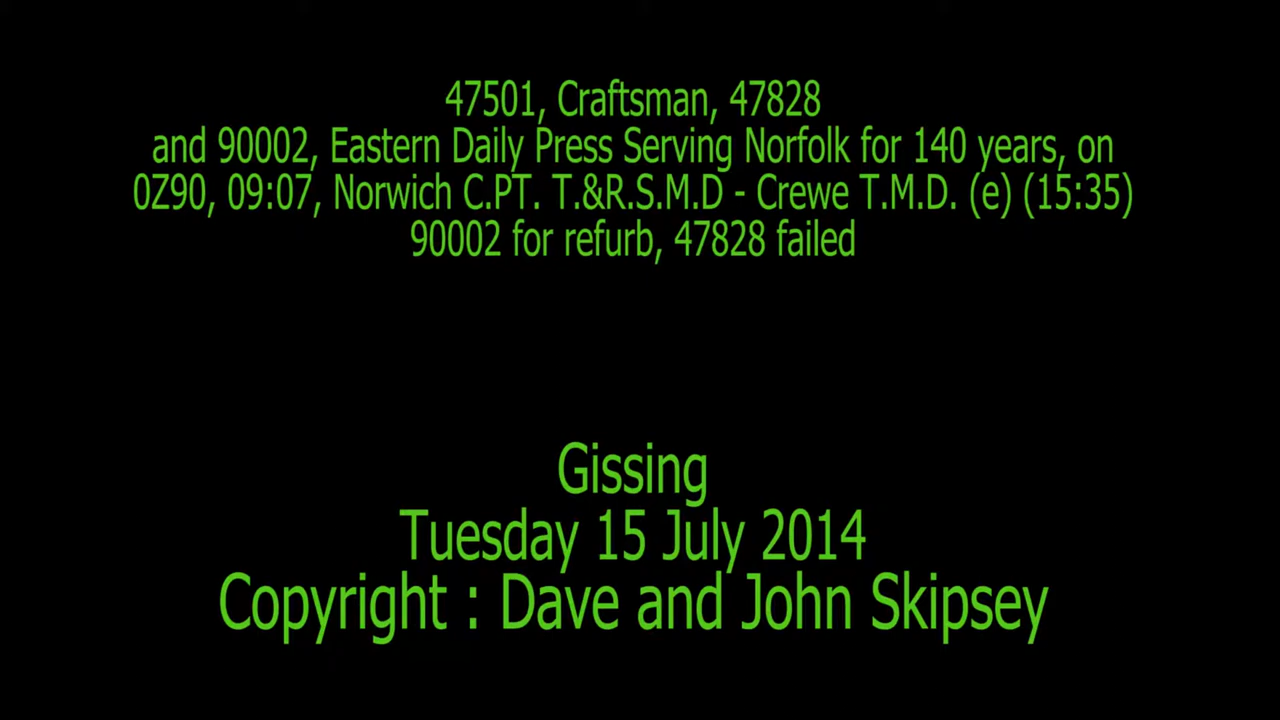 47501, Craftsman, 47828
and 90002, Eastern Daily Press Serving Norfolk for 140 years, on
0Z90, 09:07, Norwich C.PT. T.&R.S.M.D - Crewe T.M.D. (e) (15:35)
90002 for refurb, 47828 failed
Gissing
Tuesday 15 July 2014
Copyright : Dave and John Skipsey